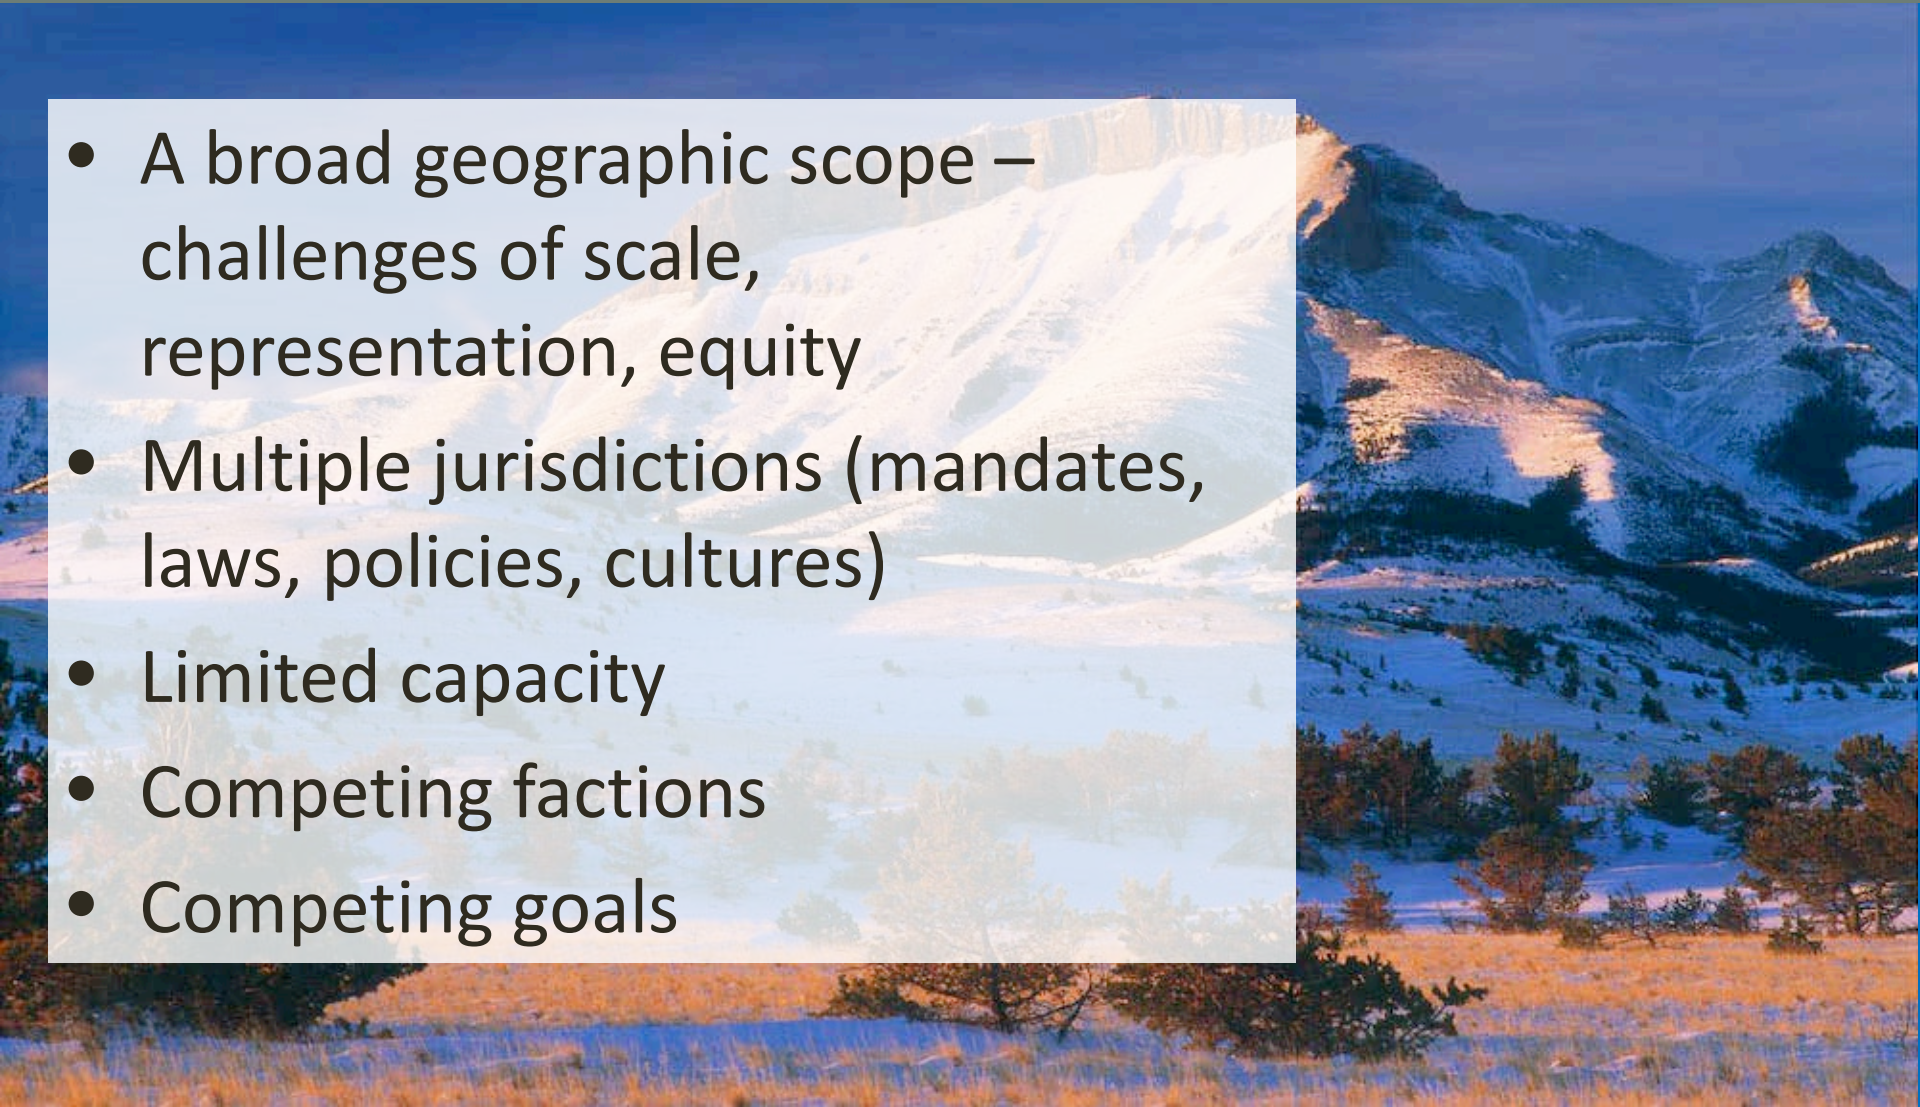 • A broad geographic scope –
challenges of scale,
representation, equity
• Multiple jurisdictions (mandates,
laws, policies, cultures)
• Limited capacity
• Competing factions
• Competing goals